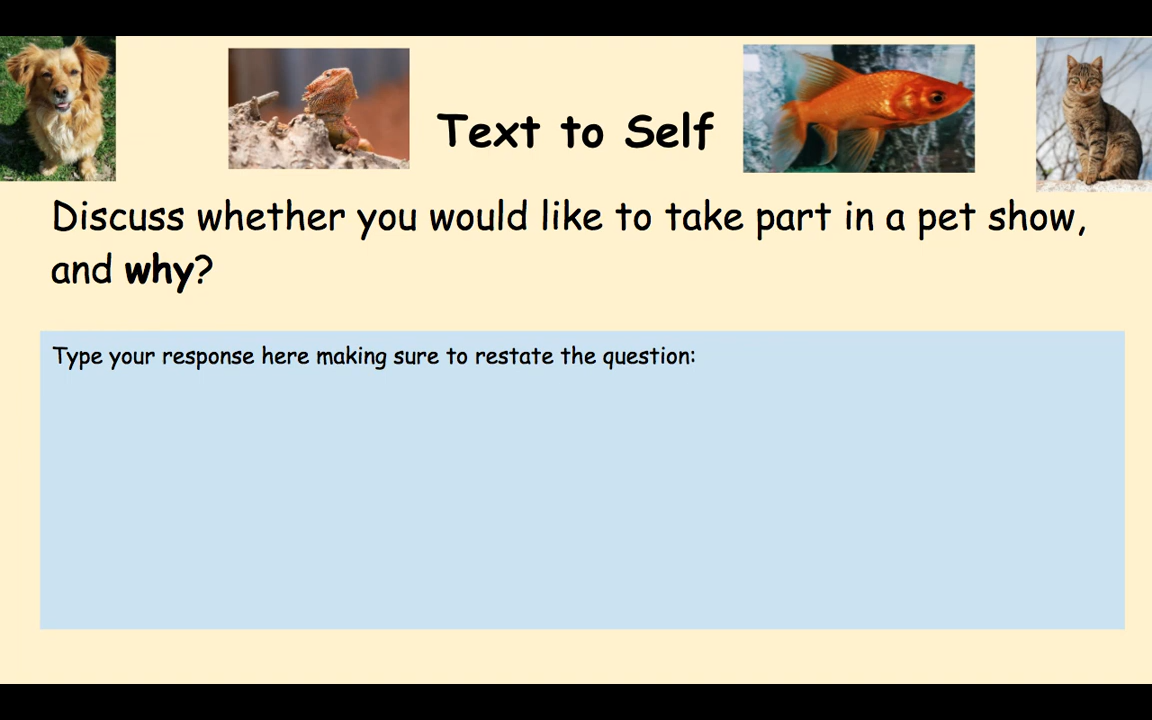 Text to Self
Discuss whether you would like to take part in a pet show,
and why?
Type your response here making sure to restate the question: